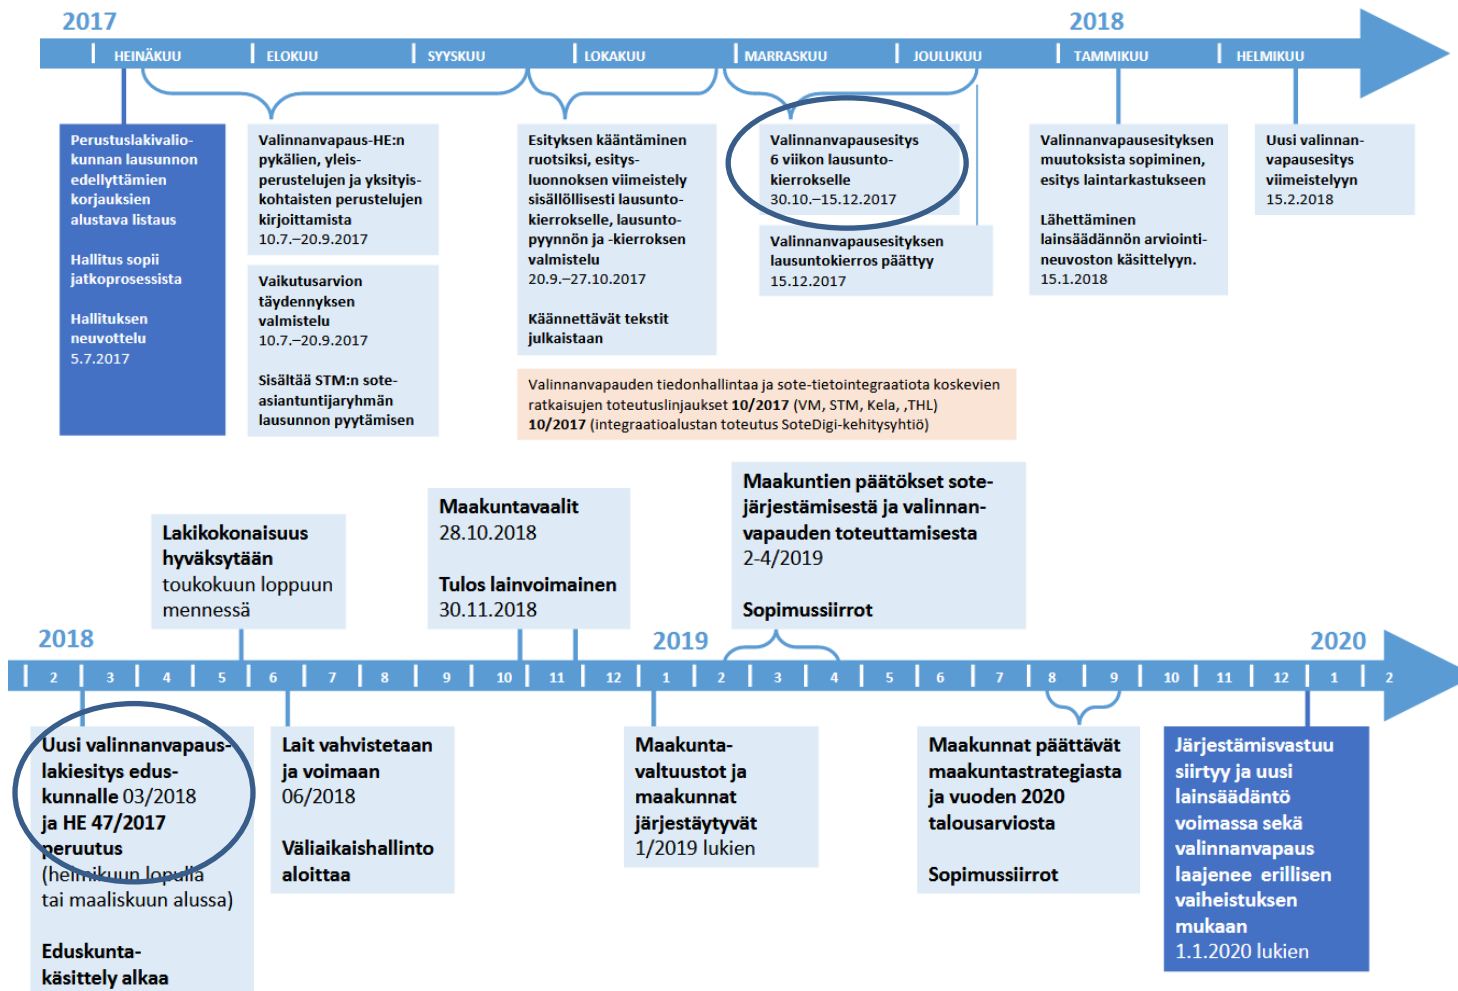 2017
2018
HEINÄKUU
ELOKUU
SYYSKUU
LOKAKUU
MARRASKUU
JOULUKUU
TAMMIKUU
HELMIKUU
Perustuslakivalio-
kunnan lausunnon
edellyttämien
korjauksien
alustava listaus
Hallitus sopii
jatkoprosessista
Hallituksen
neuvottelu
5.7.2017
Valinnanvapaus-HE:n
pykälien, yleis-
perustelujen ja yksityis-
kohtaisten perustelujen
kirjoittamista
10.7.–20.9.2017
Vaikutusarvion
täydennyksen
valmistelu
10.7.–20.9.2017
Sisältää STM:n sote-
asiantuntijaryhmän
lausunnon pyytämisen
Esityksen kääntäminen
ruotsiksi, esitys-
luonnoksen viimeistely
sisällöllisesti lausunto-
kierrokselle, lausunto-
pyynnön ja -kierroksen
valmistelu
20.9.–27.10.2017
Käännettävät tekstit
julkaistaan
Valinnanvapausesitys
6 viikon lausunto-
kierrokselle
30.10.–15.12.2017
Valinnanvapausesityksen
lausuntokierros päättyy
15.12.2017
Valinnanvapausesityksen
muutoksista sopiminen,
esitys laintarkastukseen
Lähettäminen
lainsäädännön arviointi-
neuvoston käsittelyyn.
15.1.2018
Uusi valinnan-
vapausesitys
viimeistelyyn
15.2.2018
Valinnanvapauden tiedonhallintaa ja sote-tietointegraatiota koskevien
ratkaisujen toteutuslinjaukset 10/2017 (VM, STM, Kela, ,THL)
10/2017 (integraatioalustan toteutus SoteDigi-kehitysyhtiö)
Lakikokonaisuus
hyväksytään
toukokuun loppuun
mennessä
Maakuntavaalit
28.10.2018
Tulos lainvoimainen
30.11.2018
Maakuntien päätökset sote-
järjestämisestä ja valinnan-
vapauden toteuttamisesta
2-4/2019
Sopimussiirrot
2018
2019
2020
2 3 4 5 6 7 8 9 10 11 12 1 2 3 4 5 6 7 8 9 10 11 12 1 2
Uusi valinnanvapaus-
lakiesitys edus-
kunnalle 03/2018
ja HE 47/2017
peruutus
(helmikuun lopulla
tai maaliskuun alussa)
Eduskunta-
käsittely alkaa
Lait vahvistetaan
ja voimaan
06/2018
Väliaikaishallinto
aloittaa
Maakunta-
valtuustot ja
maakunnat
järjestäytyvät
1/2019 lukien
Maakunnat päättävät
maakuntastrategiasta
ja vuoden 2020
talousarviosta
Sopimussiirrot
Järjestämisvastuu
siirtyy ja uusi
lainsäädäntö
voimassa sekä
valinnanvapaus
laajenee erillisen
vaiheistuksen
mukaan
1.1.2020 lukien